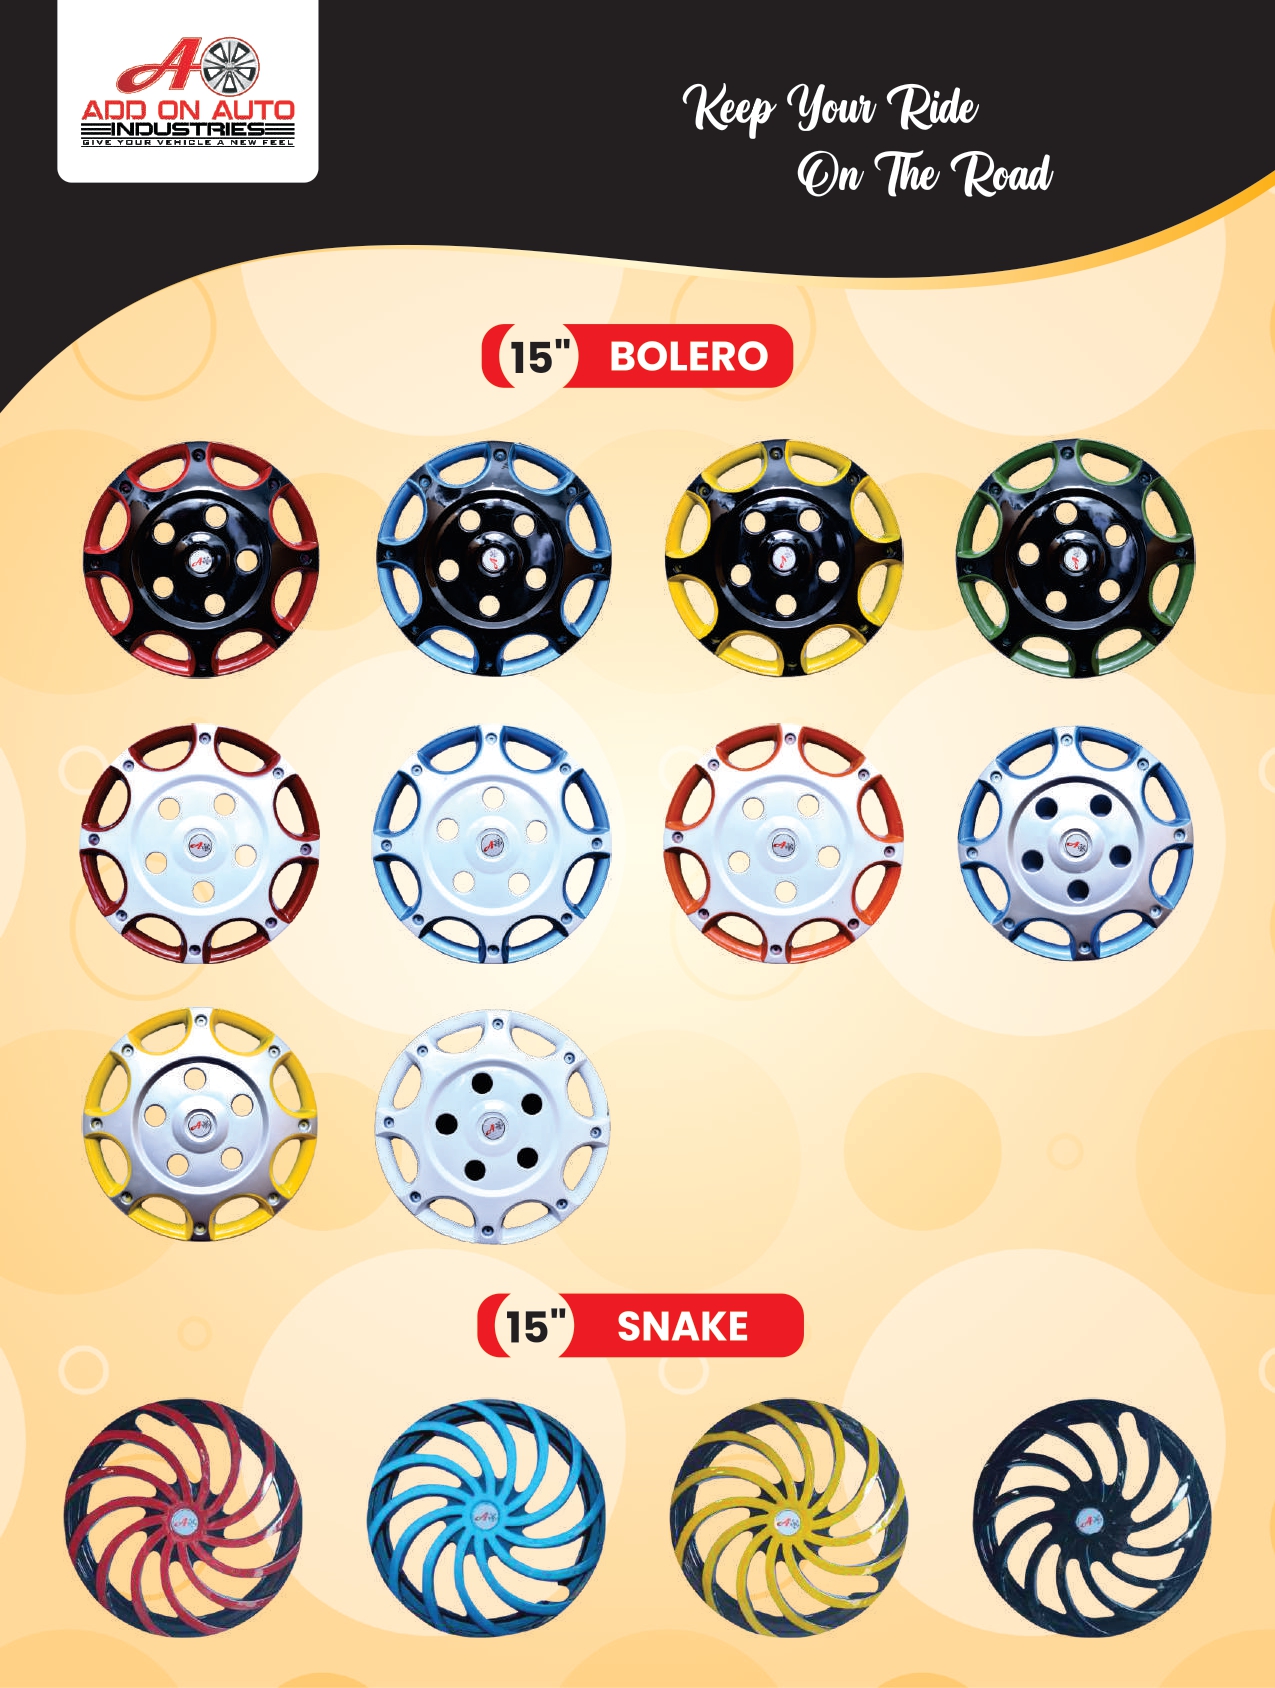 A
ADD ON AUTO
INDUSTRIES
GIVE YOUR VEHICLE A NEW FEEL
Keep Your Ride
On The Road
15" BOLERO
15" SNAKE